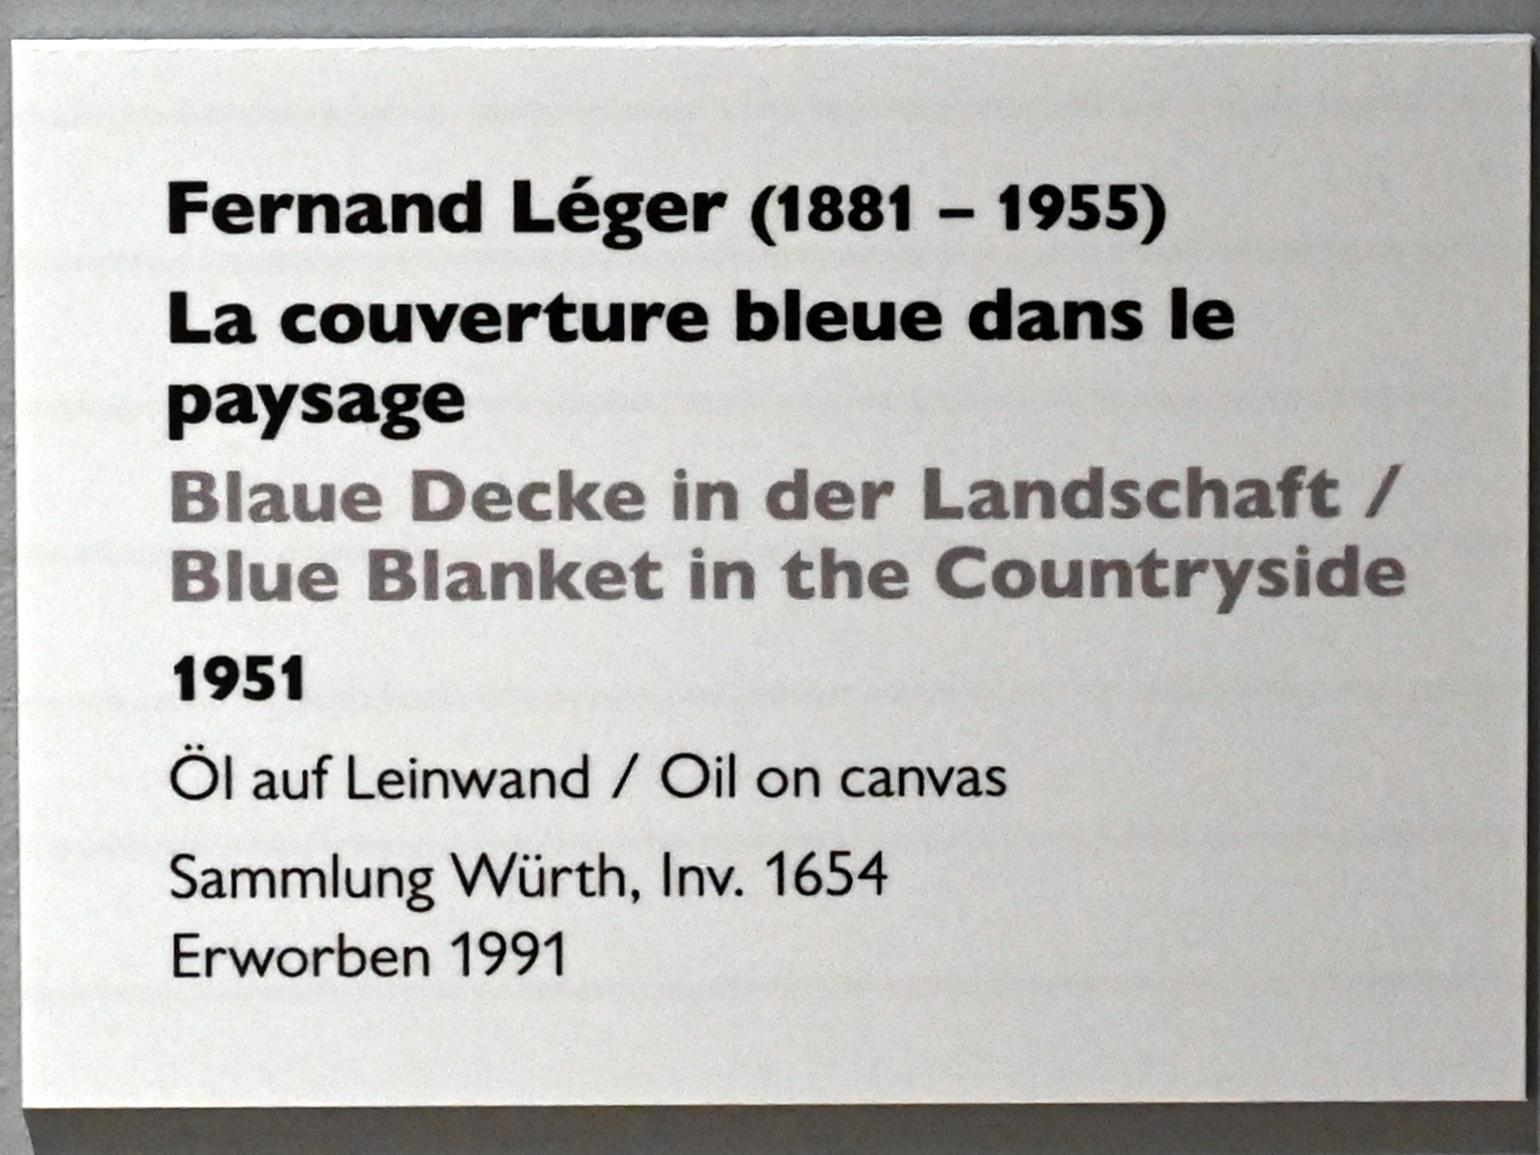 Fernand Léger (1881 – 1955)
La couverture bleue dans le
paysage
Blaue Decke in der Landschaft /
Blue Blanket in the Countryside
1951
Öl auf Leinwand / Oil on canvas
Sammlung Würth, Inv. 1654
Erworben 1991